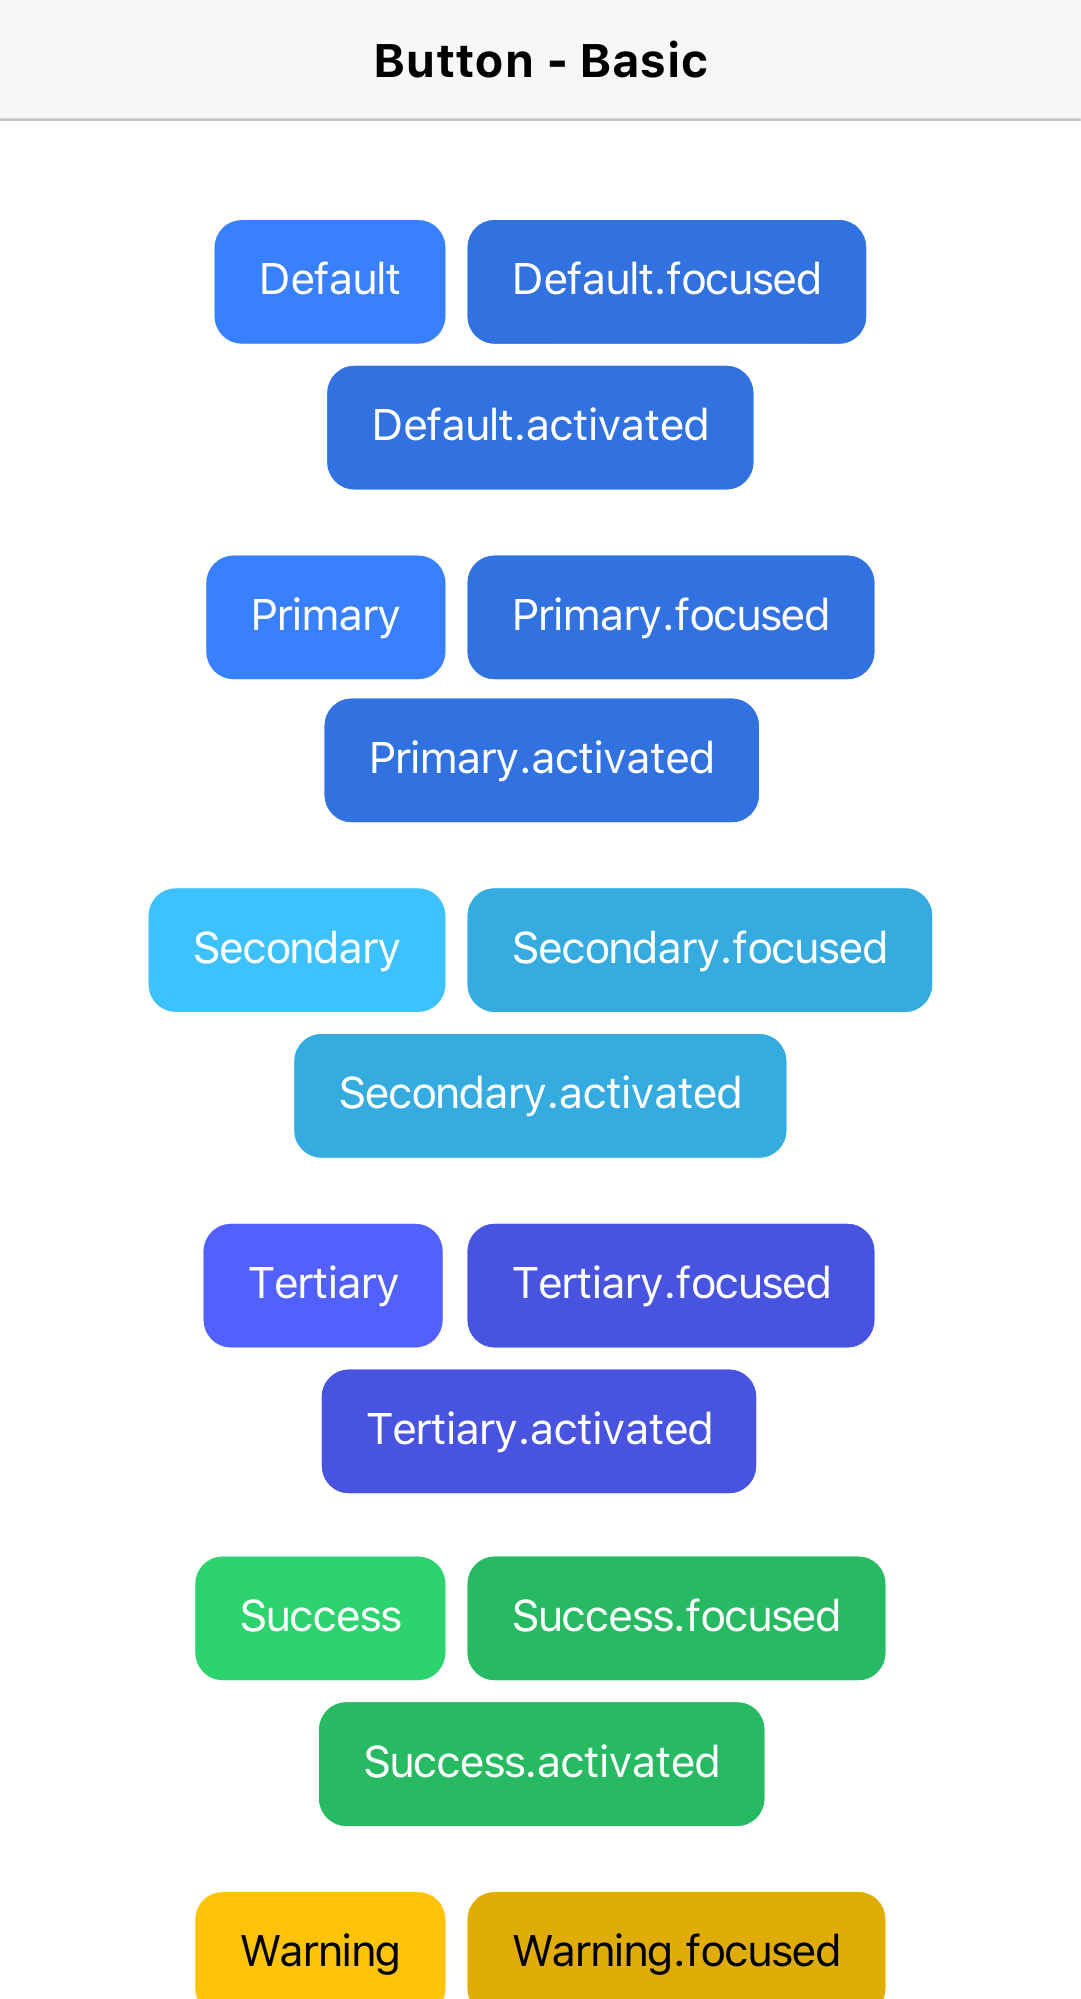 Button - Basic
Default Default.focused
Default.activated
Primary Primary.focused
Primary.activated
Secondary Secondary.focused
Secondary.activated
Tertiary Tertiary.focused
Tertiary.activated
Success Success.focused
Success.activated
Warning Warning.focused